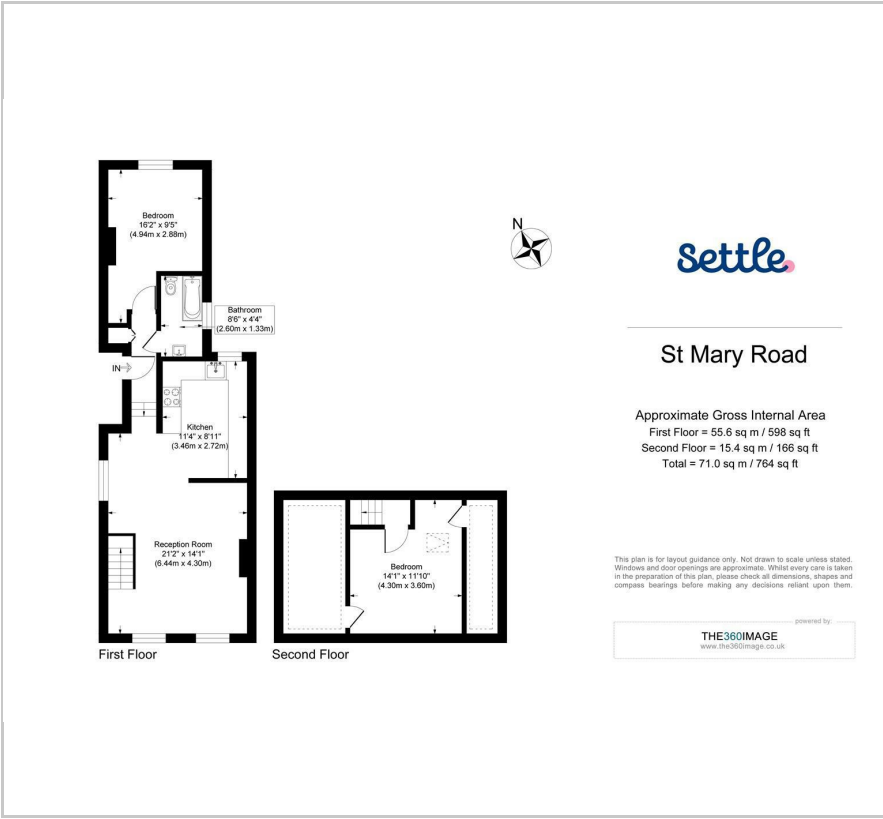 Bedroom
16'2" x 9'5"
(4.94m x 2.88m)
Bathroom
8'6" x 4'4"
(2.60m x 1.33m)
IN
Kitchen
11'4" x 8'11"
(3.46m x 2.72m)
Reception Room
21'2" x 14'1"
(6.44m x 4.30m)
First Floor
Bedroom
14'1" x 11'10"
(4.30m x 3.60m)
Second Floor
N
Settle
St Mary Road
Approximate Gross Internal Area
First Floor = 55.6 sq m / 598 sq ft
Second Floor = 15.4 sq m / 166 sq ft
Total = 71.0 sq m / 764 sq ft
This plan is for layout guidance only. Not drawn to scale unless stated.
Windows and door openings are approximate. Whilst every care is taken
in the preparation of this plan, please check all dimensions, shapes and
compass bearings before making any decisions reliant upon them.
powered by:
THE360IMAGE
www.the360image.co.uk